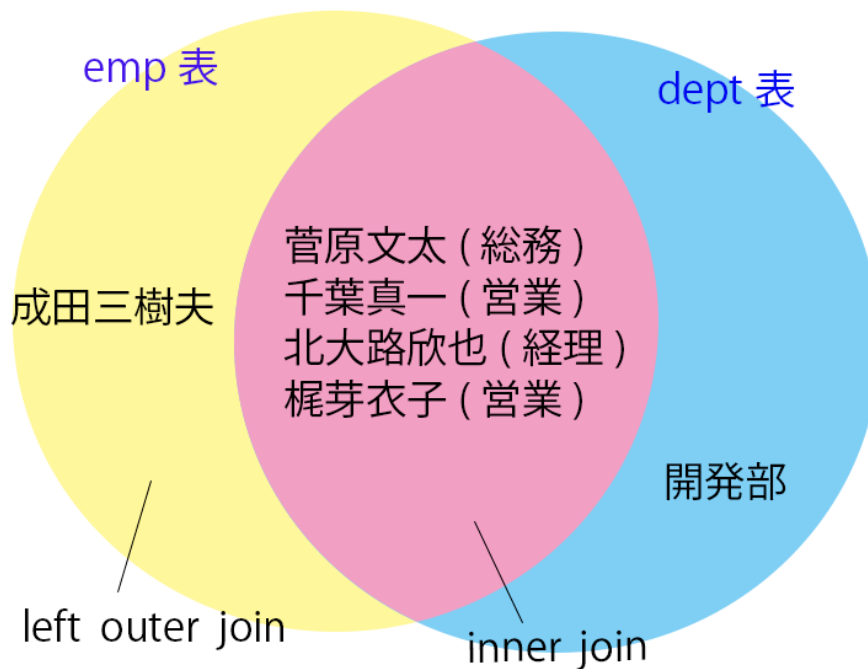 emp 表
dept 表
菅原文太 ( 総務 )
千葉真一 ( 営業 )
北大路欣也 ( 経理 )
梶芽衣子 ( 営業 )
成田三樹夫
開発部
left outer join
inner join